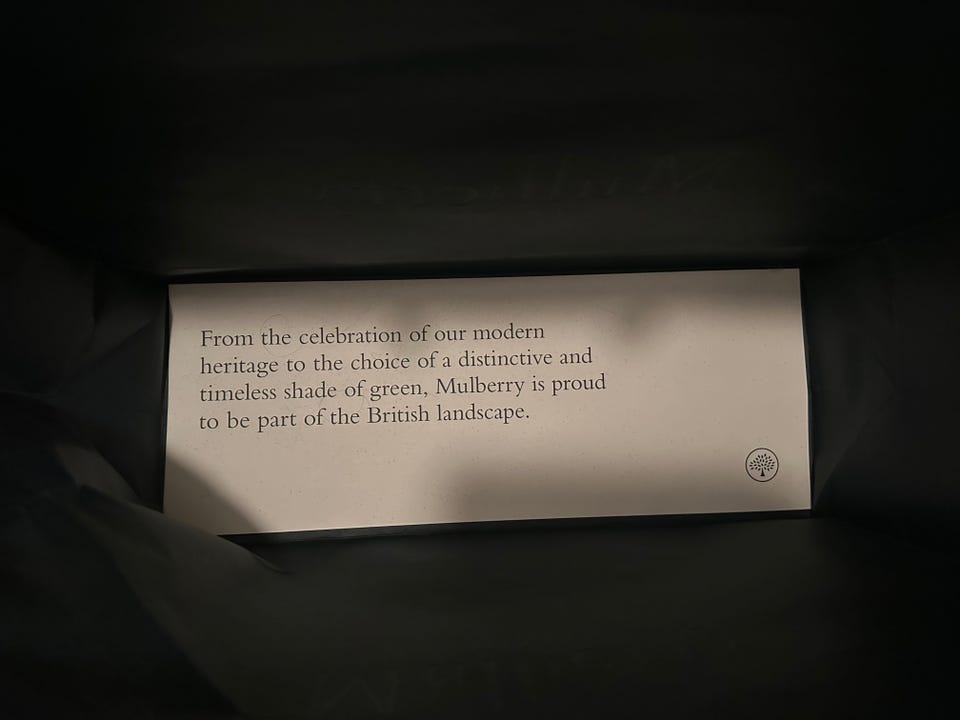 From the celebration of our modern
heritage to the choice of a distinctive and
timeless shade of green, Mulberry is proud
to be part of the British landscape.